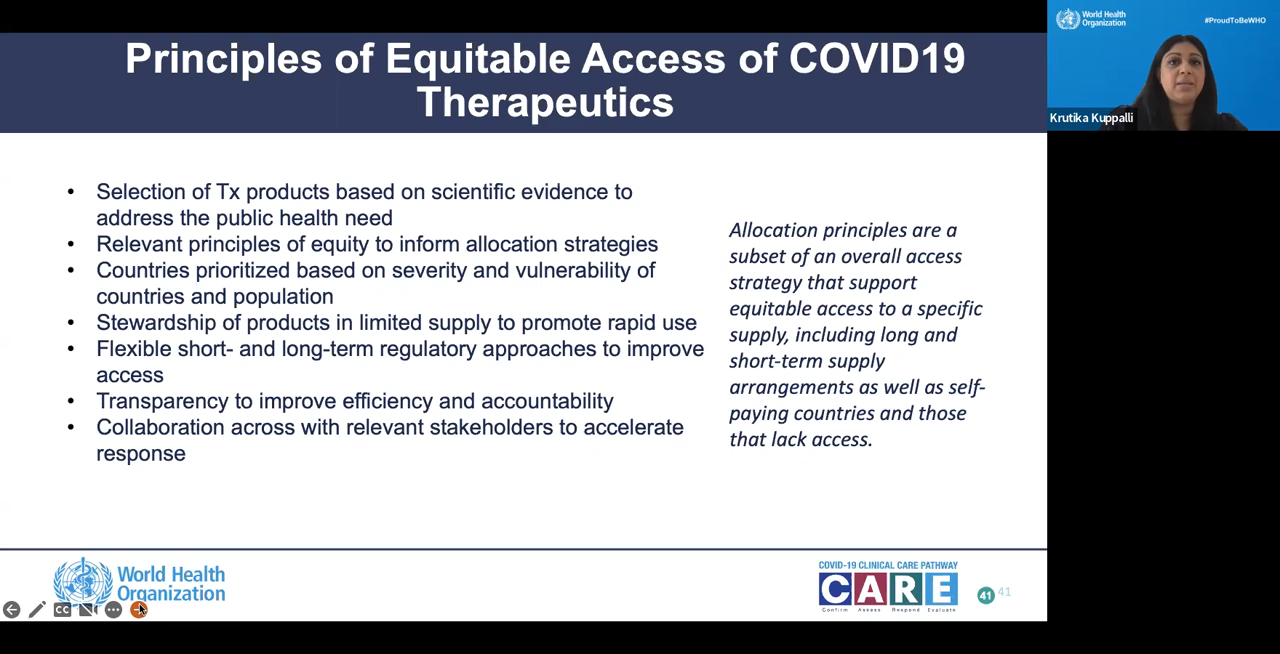 Principles of Equitable Access of COVID19
Therapeutics
• Selection of Tx products based on scientific evidence to
address the public health need
• Relevant principles of equity to inform allocation strategies
• Countries prioritized based on severity and vulnerability of
countries and population
• Stewardship of products in limited supply to promote rapid use
• Flexible short- and long-term regulatory approaches to improve
access
• Transparency to improve efficiency and accountability
• Collaboration across with relevant stakeholders to accelerate
response
Allocation principles are a
subset of an overall access
strategy that support
equitable access to a specific
supply, including long and
short-term supply
arrangements as well as self-
paying countries and those
that lack access.
World Health
Organization
#ProudToBeWHO
Krutika Kuppalli
World Health
Organization
CC
COVID-19 CLINICAL CARE PATHWAY
CARE
Confirm Assess Respond Evaluate
41 41